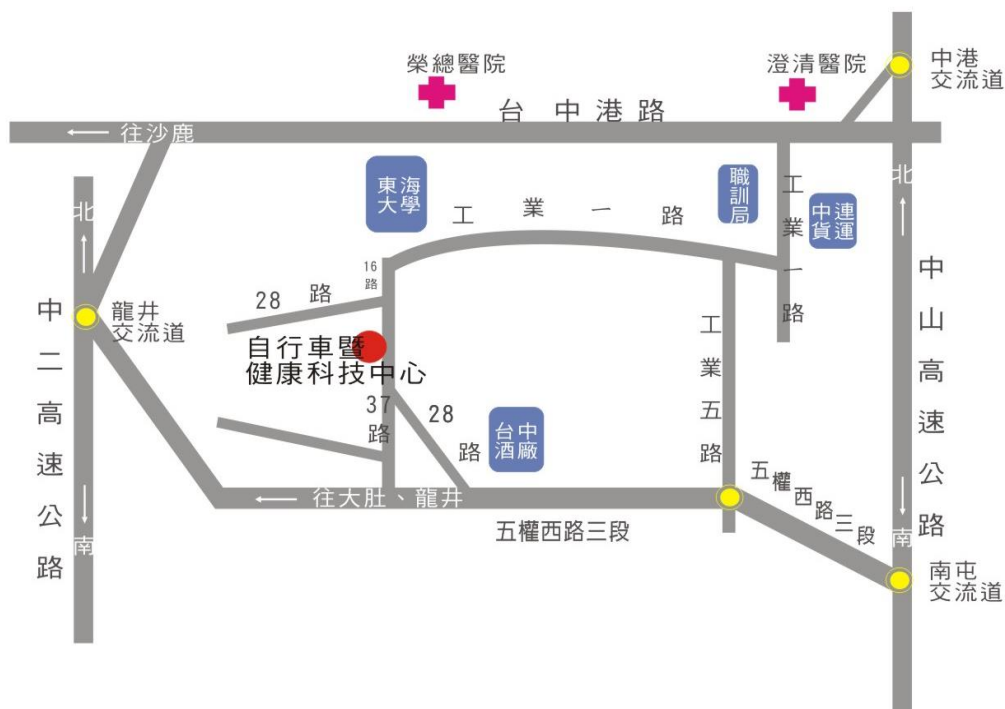 榮總醫院
澄清醫院
中港
交流道
台中港路
往沙鹿
東海
大學
職訓局
工業一路
中連
貨運
工業一路
北
北
16
路
28路
中二高速公路
龍井
交流道
自行車暨
健康科技中心
工業五路
中山高速公路
37
路
28路
台中
酒廠
五權西路三段
往大肚、龍井
五權西路三段
南
南
南屯
交流道